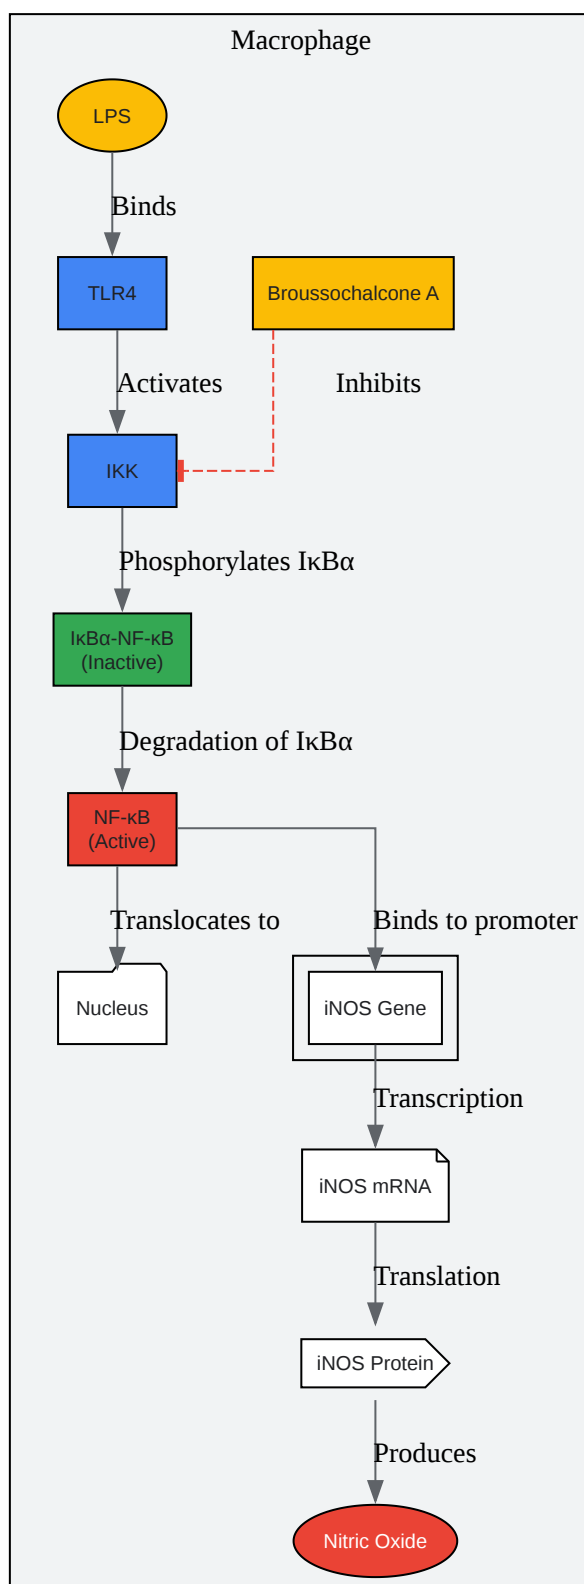 Macrophage
LPS
Binds
TLR4
Broussochalcone A
Activates
Inhibits
IKK
Phosphorylates IκBα
IκBα-NF-κB
(Inactive)
Degradation of IκBα
NF-κB
(Active)
Translocates to
Binds to promoter
Nucleus
iNOS Gene
Transcription
iNOS mRNA
Translation
iNOS Protein
Produces
Nitric Oxide